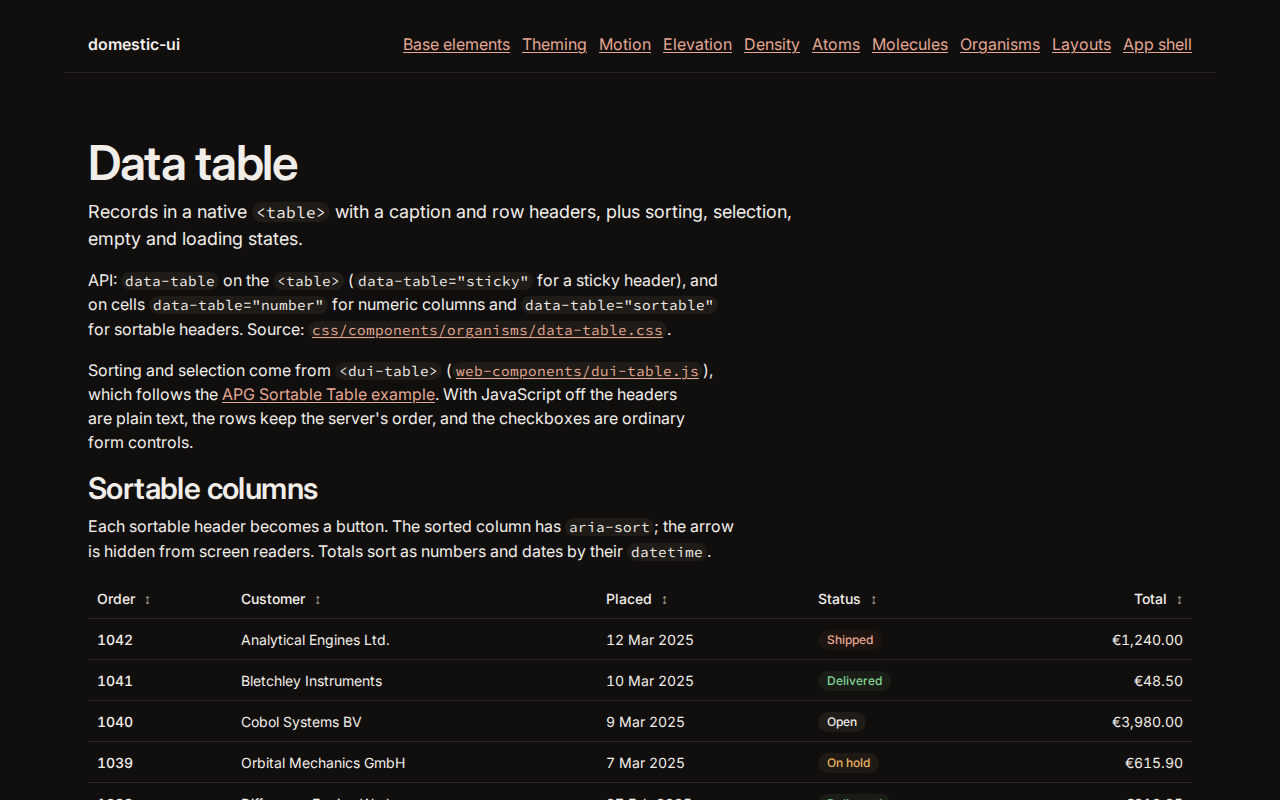 domestic-ui
Base elements Theming Motion Elevation Density Atoms Molecules Organisms Layouts App shell
Data table
Records in a native <table> with a caption and row headers, plus sorting, selection,
empty and loading states.
API: data-table on the <table> ( data-table="sticky" for a sticky header), and
on cells data-table="number" for numeric columns and data-table="sortable"
for sortable headers. Source: css/components/organisms/data-table.css .
Sorting and selection come from <dui-table> ( web-components/dui-table.js ),
which follows the APG Sortable Table example. With JavaScript off the headers
are plain text, the rows keep the server's order, and the checkboxes are ordinary
form controls.
Sortable columns
Each sortable header becomes a button. The sorted column has aria-sort ; the arrow
is hidden from screen readers. Totals sort as numbers and dates by their datetime .
Order ↕ Customer ↕ Placed ↕ Status ↕ Total ↕
1042 Analytical Engines Ltd. 12 Mar 2025 Shipped €1,240.00
1041 Bletchley Instruments 10 Mar 2025 Delivered €48.50
1040 Cobol Systems BV 9 Mar 2025 Open €3,980.00
1039 Orbital Mechanics GmbH 7 Mar 2025 On hold €615.90